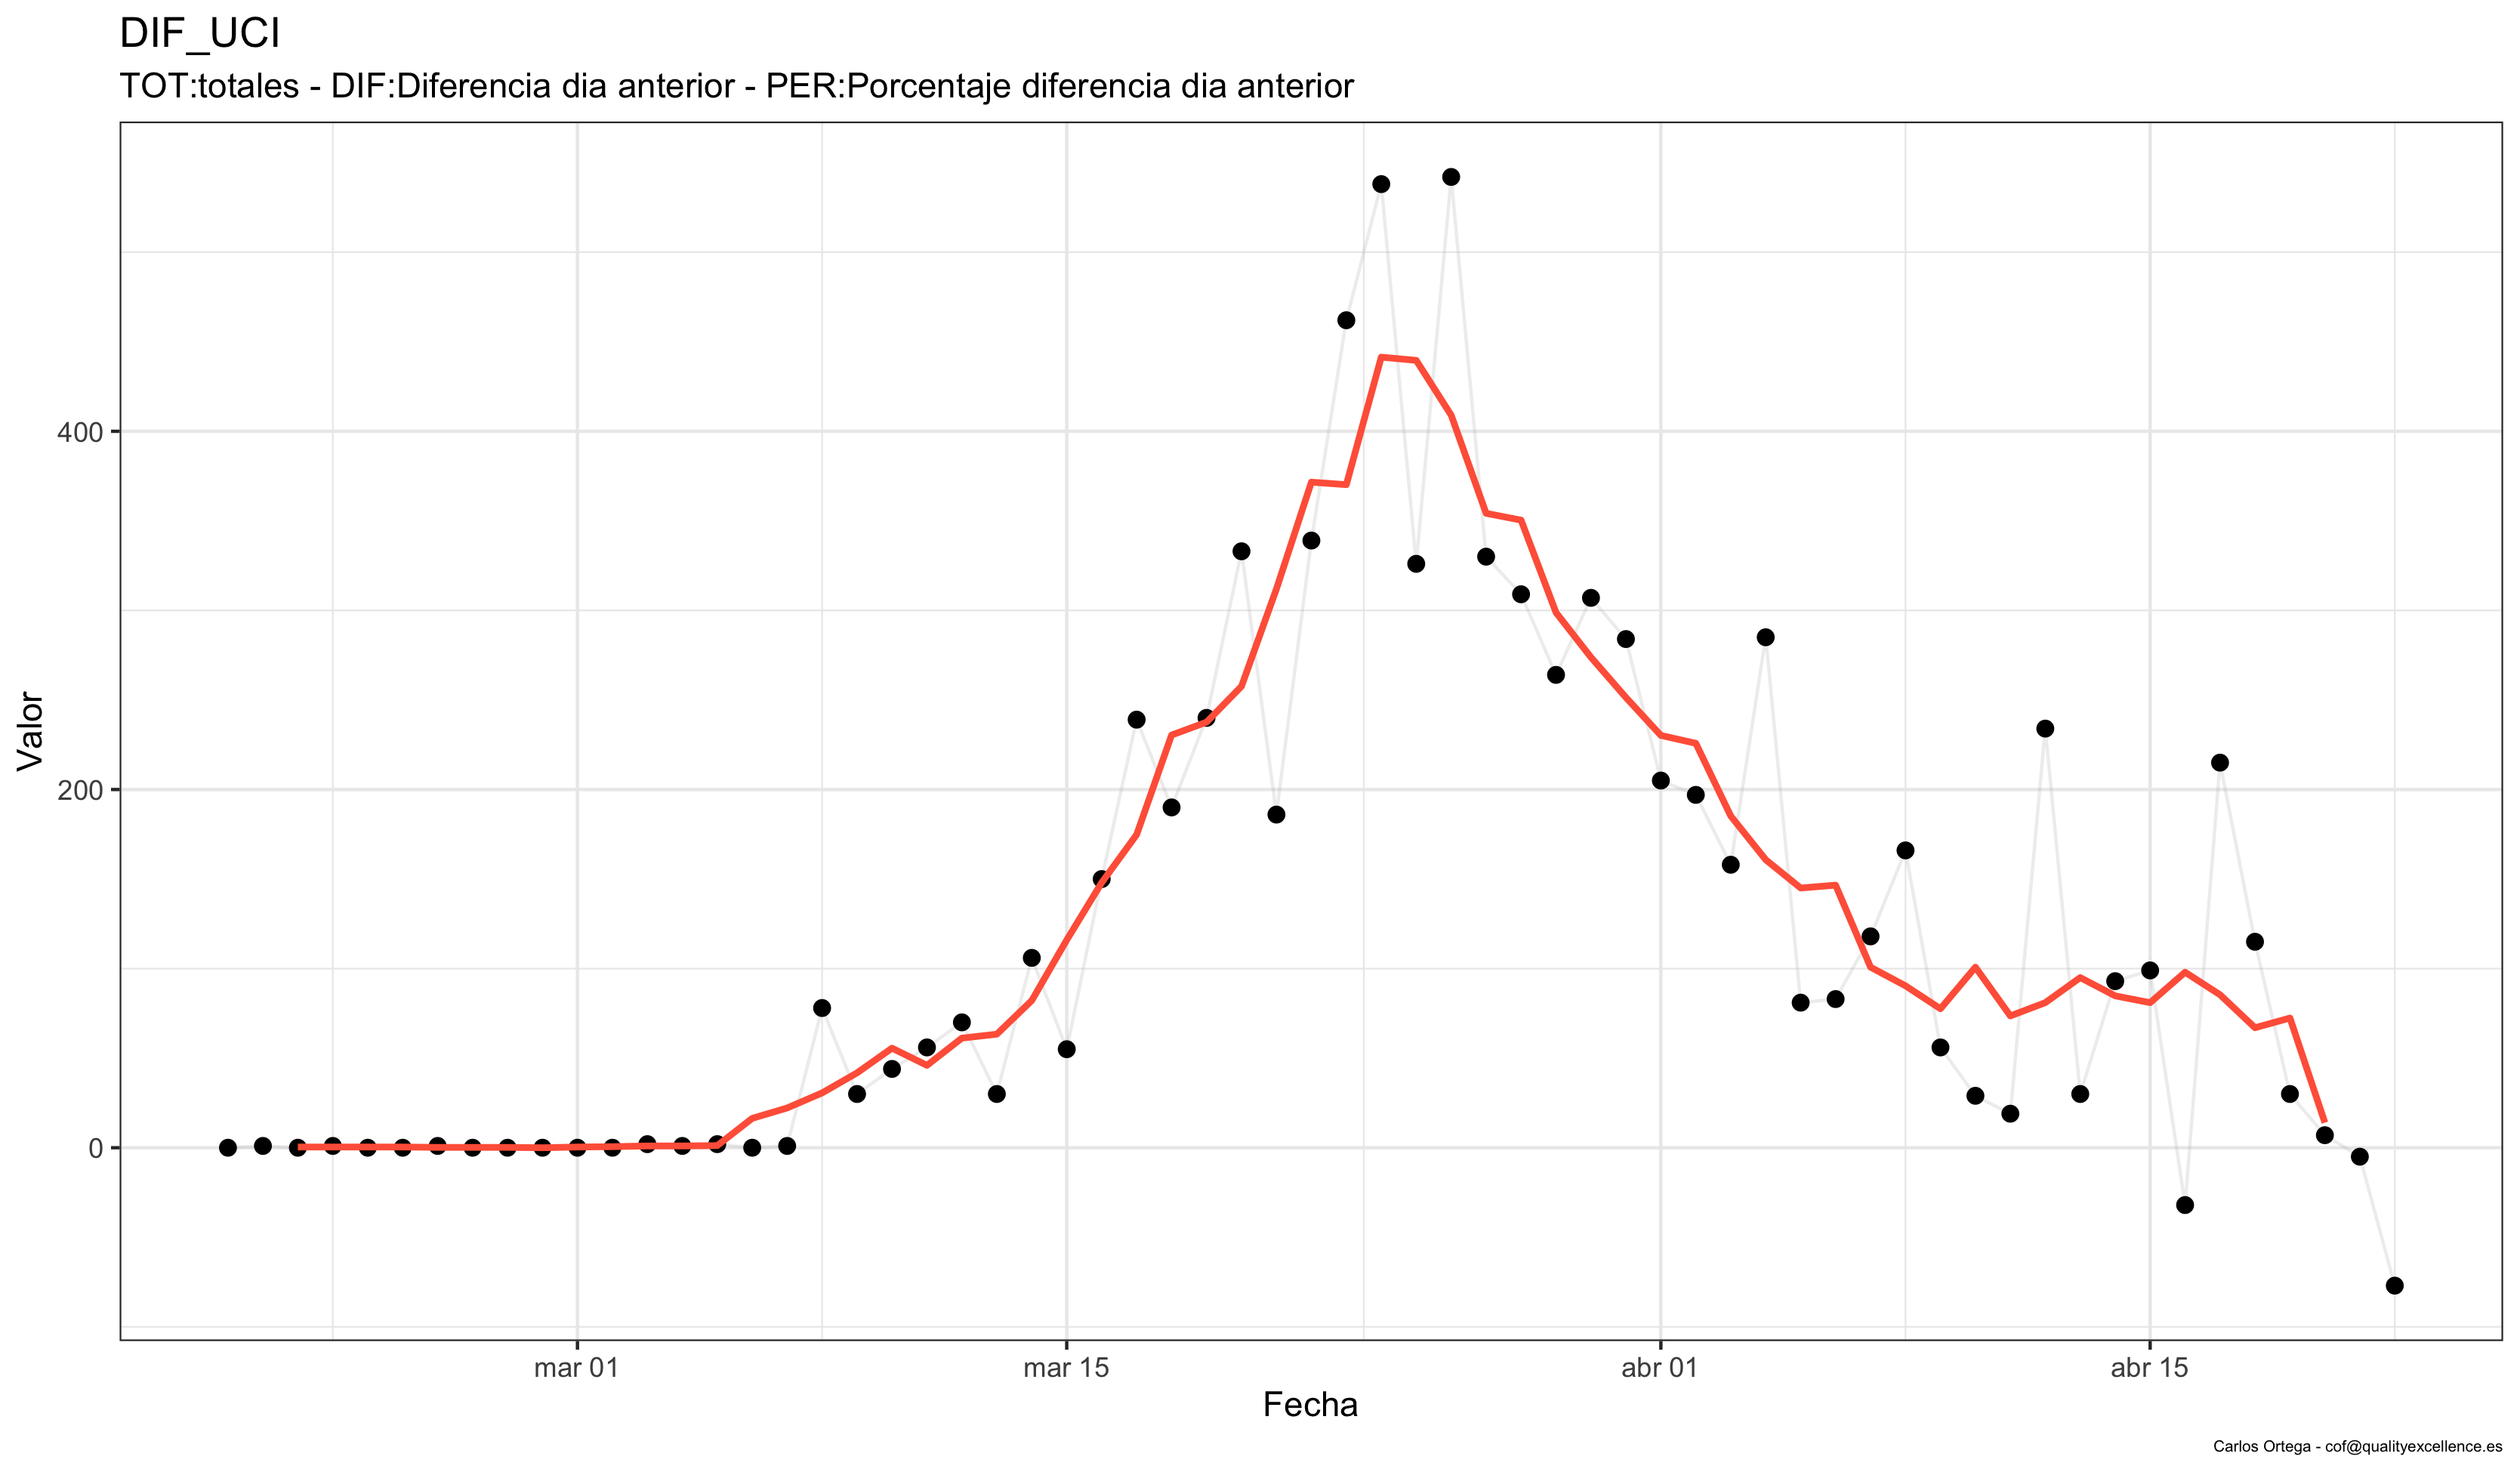 DIF_UCI
TOT:totales - DIF:Diferencia dia anterior - PER:Porcentaje diferencia dia anterior
Valor
400
200
0
mar 01
mar 15
abr 01
abr 15
Fecha
Carlos Ortega - cof@qualityexcellence.es